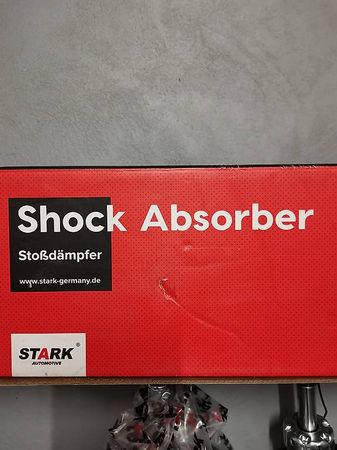 Shock Absorber
Stoßdämpfer
www.stark-germany.de
STARK®
AUTOMOTIVE